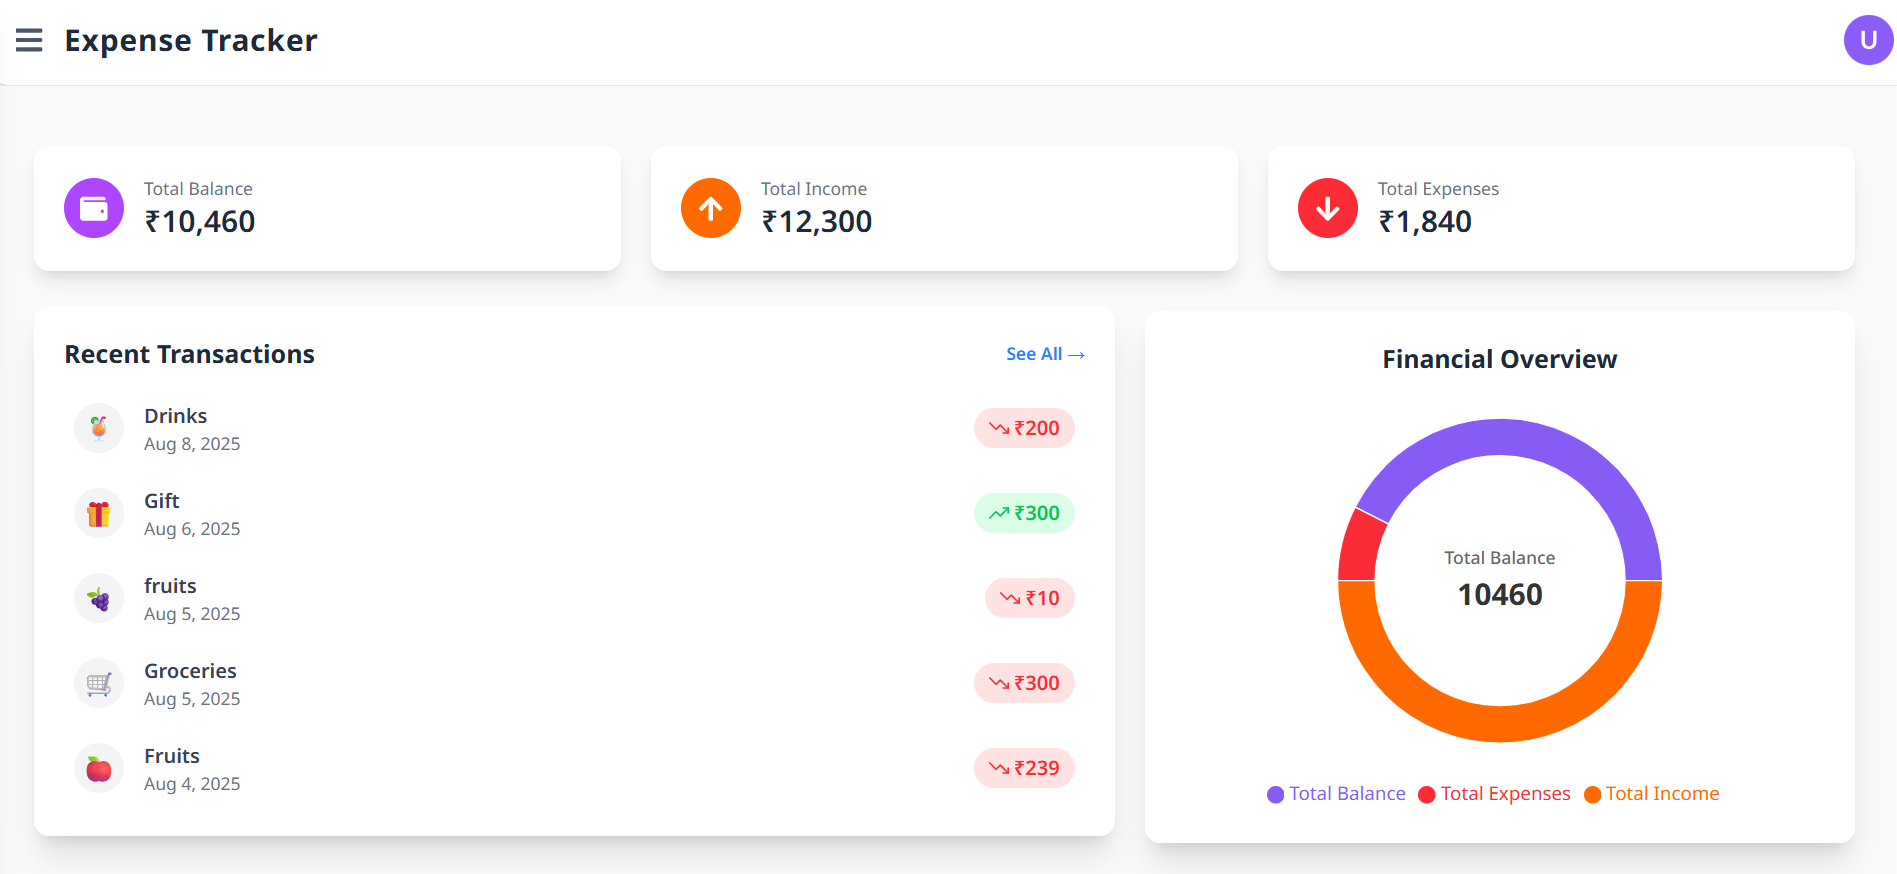 Expense Tracker
U
Total Balance
₹10,460
Total Income
₹12,300
Total Expenses
₹1,840
Recent Transactions
See All →
Drinks
Aug 8, 2025
₹200
Gift
Aug 6, 2025
₹300
fruits
Aug 5, 2025
₹10
Groceries
Aug 5, 2025
₹300
Fruits
Aug 4, 2025
₹239
Financial Overview
Total Balance
10460
Total Balance Total Expenses Total Income